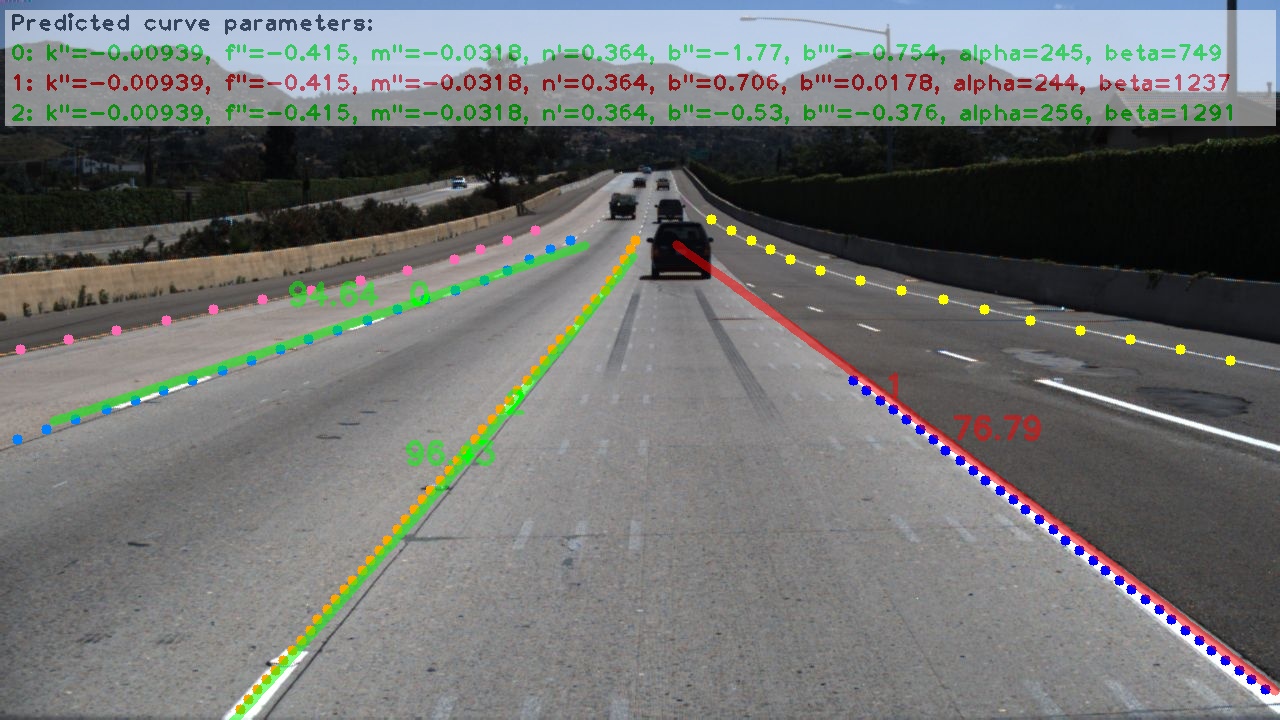 Predicted curve parameters:
0: k''=-0.00939, f''=-0.415, m''=-0.0318, n'=0.364, b''=-1.77, b'''=-0.754, alpha=245, beta=749
1: k''=-0.00939, f''=-0.415, m''=-0.0318, n'=0.364, b''=0.706, b'''=0.0178, alpha=244, beta=1237
2: k''=-0.00939, f''=-0.415, m''=-0.0318, n'=0.364, b''=-0.53, b'''=-0.376, alpha=256, beta=1291
94.64 0
1
76.79
2